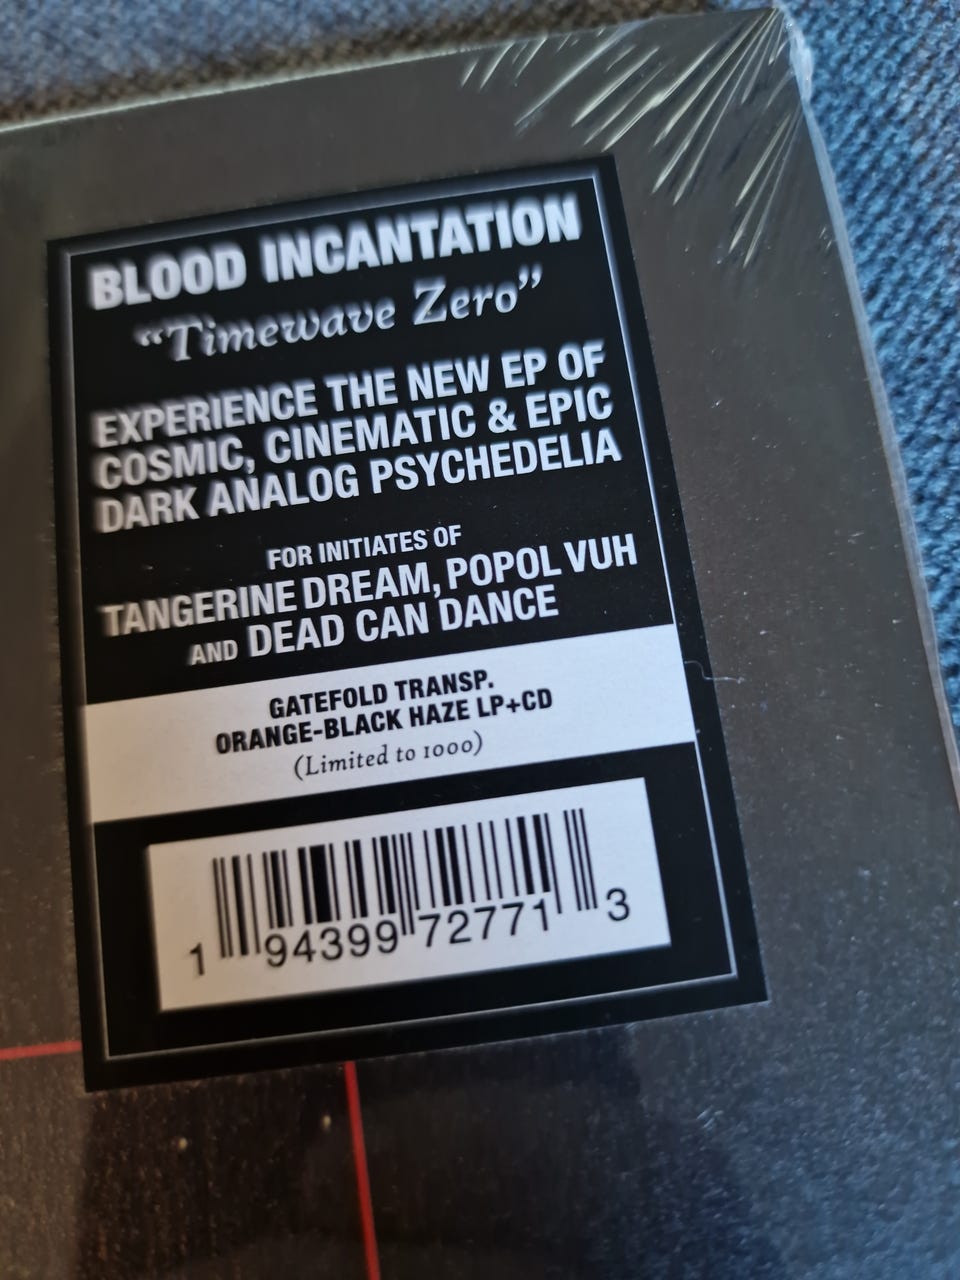 BLOOD INCANTATION
“Timewave Zero”
EXPERIENCE THE NEW EP OF
COSMIC, CINEMATIC & EPIC
DARK ANALOG PSYCHEDELIA
FOR INITIATES OF
TANGERINE DREAM, POPOL VUH
AND DEAD CAN DANCE
GATEFOLD TRANSP.
ORANGE-BLACK HAZE LP+CD
(Limited to 1000)
1 94399 72771 3